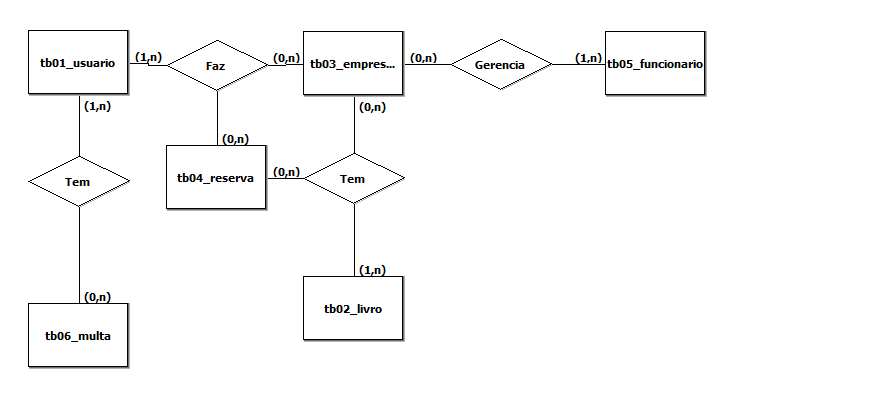 tb01_usuario
(1,n)
Faz
(0,n)
tb03_empres...
(0,n)
Gerencia
(1,n)
tb05_funcionario
(1,n)
(0,n)
(0,n)
tb04_reserva
(0,n)
Tem
Tem
(0,n)
tb06_multa
(1,n)
tb02_livro